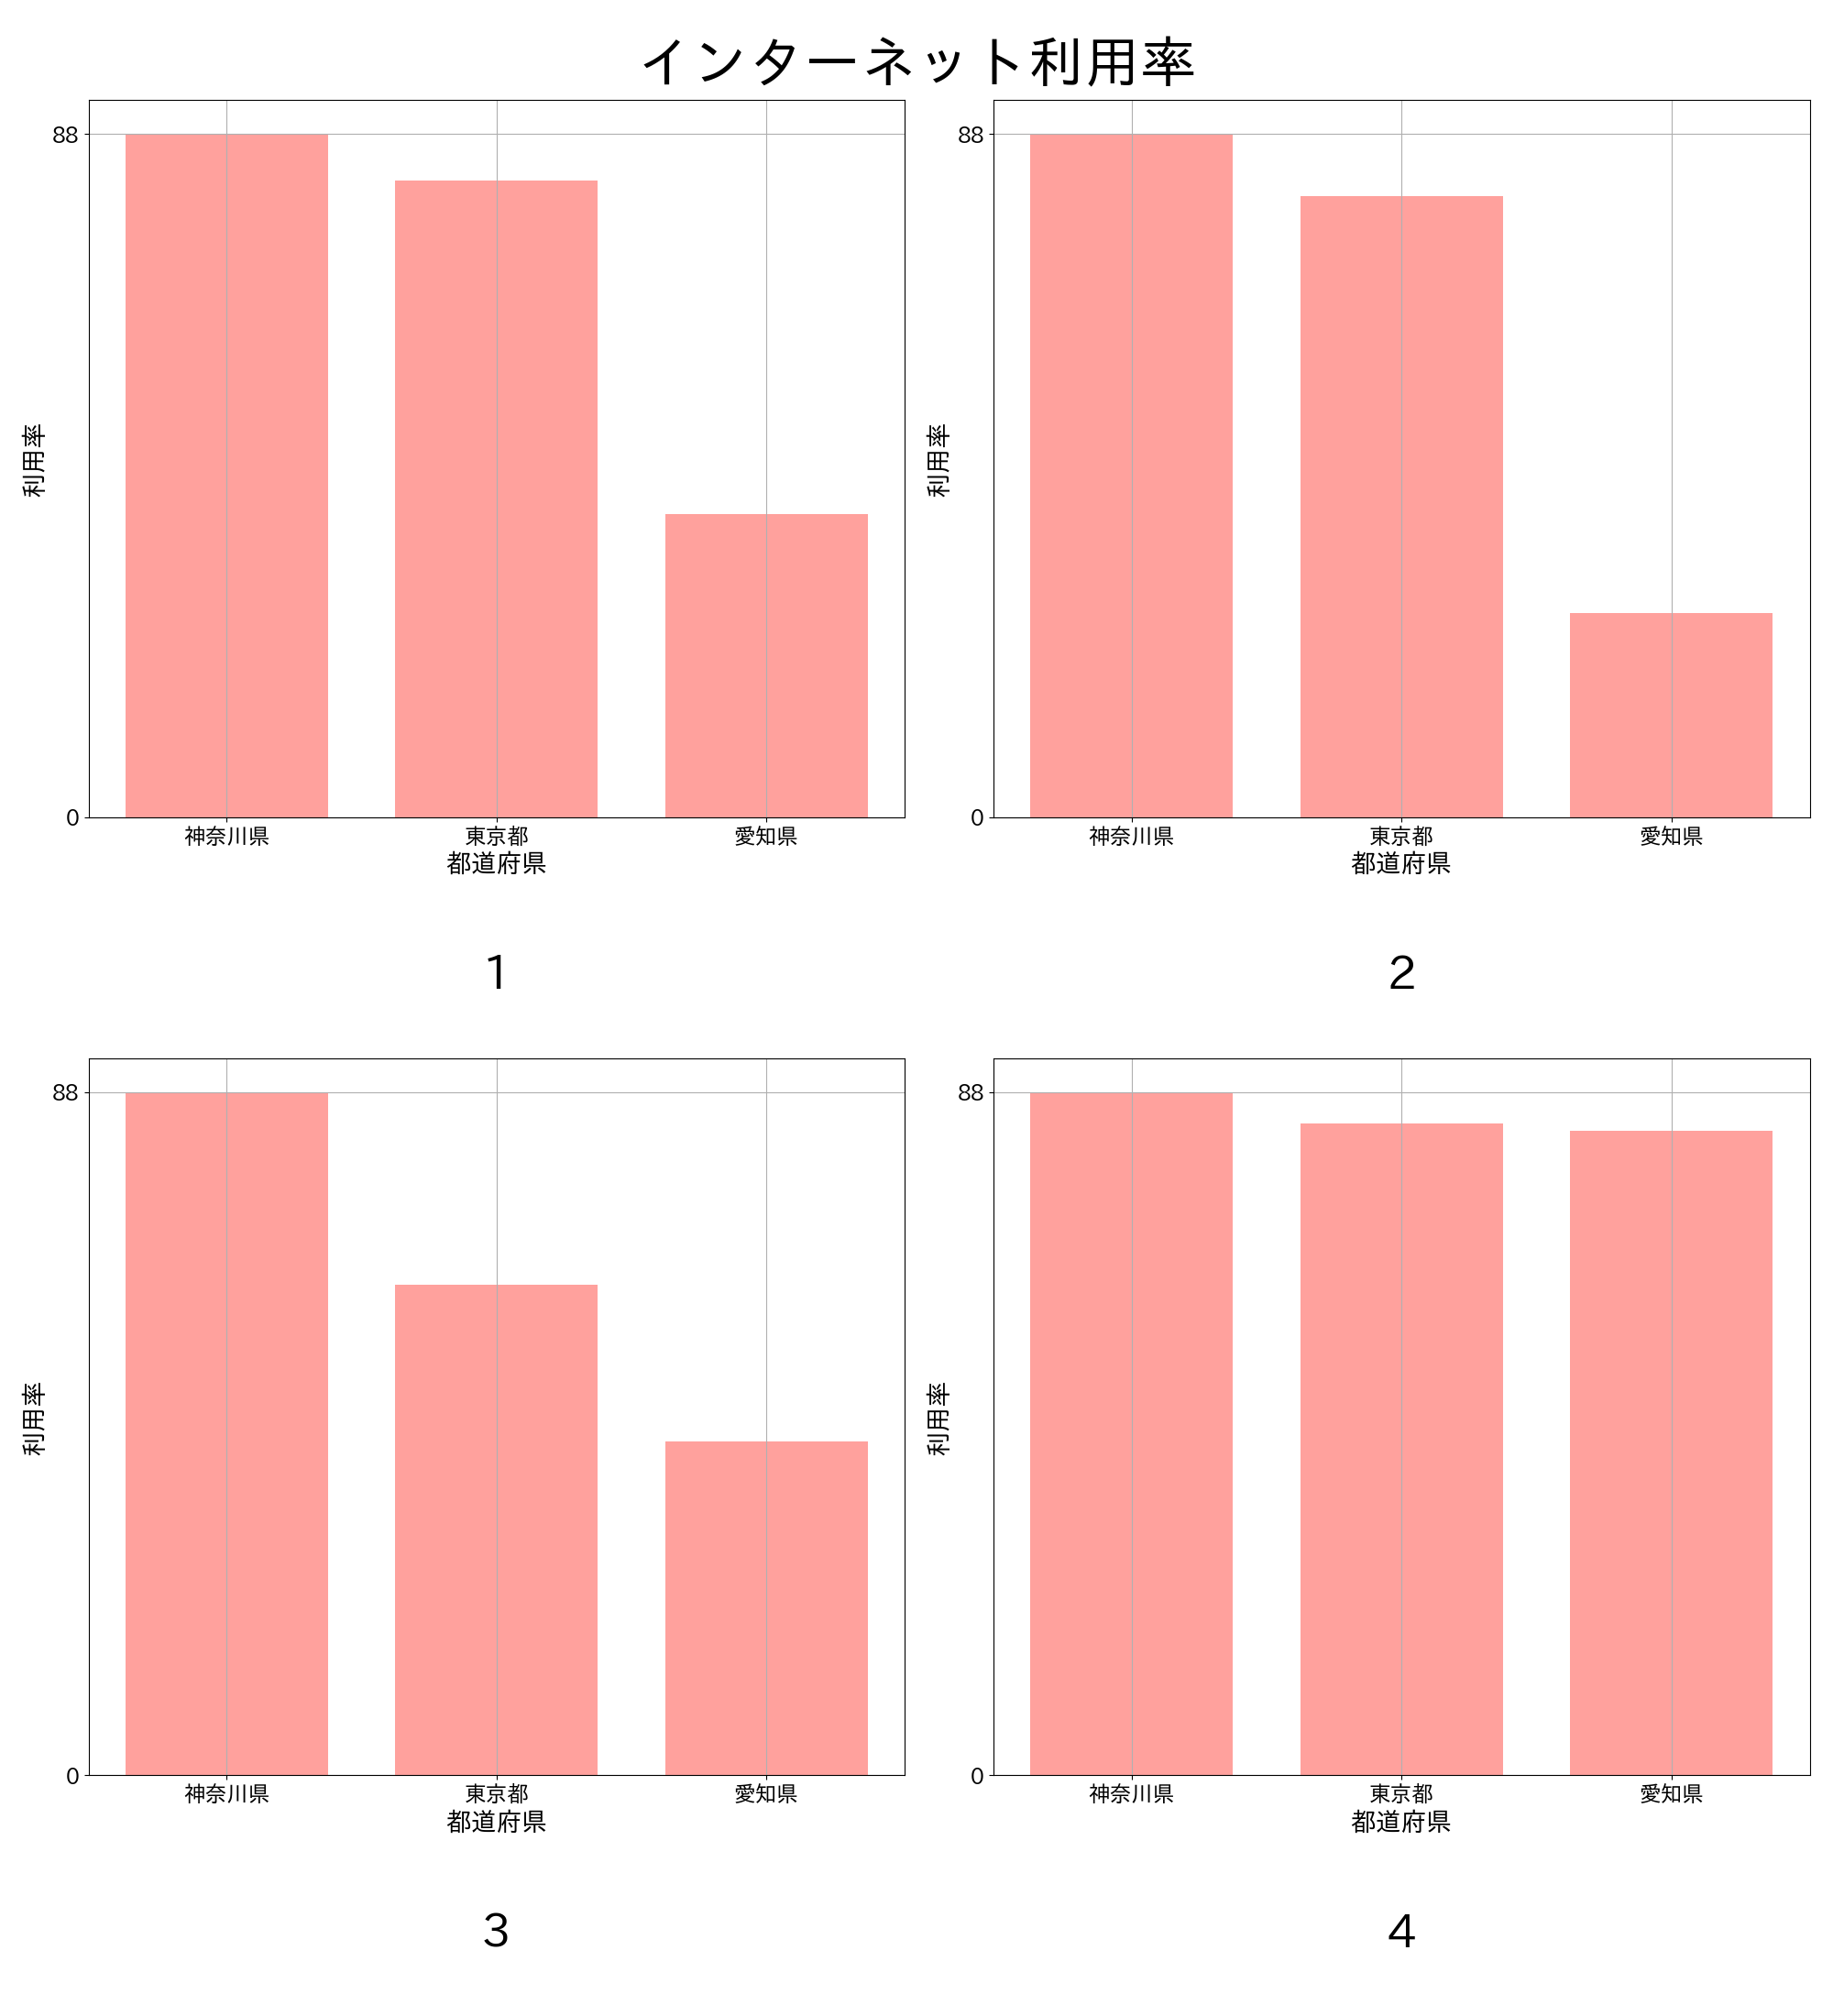 インターネット利用率
88
0
利用率
神奈川県 東京都 愛知県
都道府県
1
88
0
利用率
神奈川県 東京都 愛知県
都道府県
2
88
0
利用率
神奈川県 東京都 愛知県
都道府県
3
88
0
利用率
神奈川県 東京都 愛知県
都道府県
4